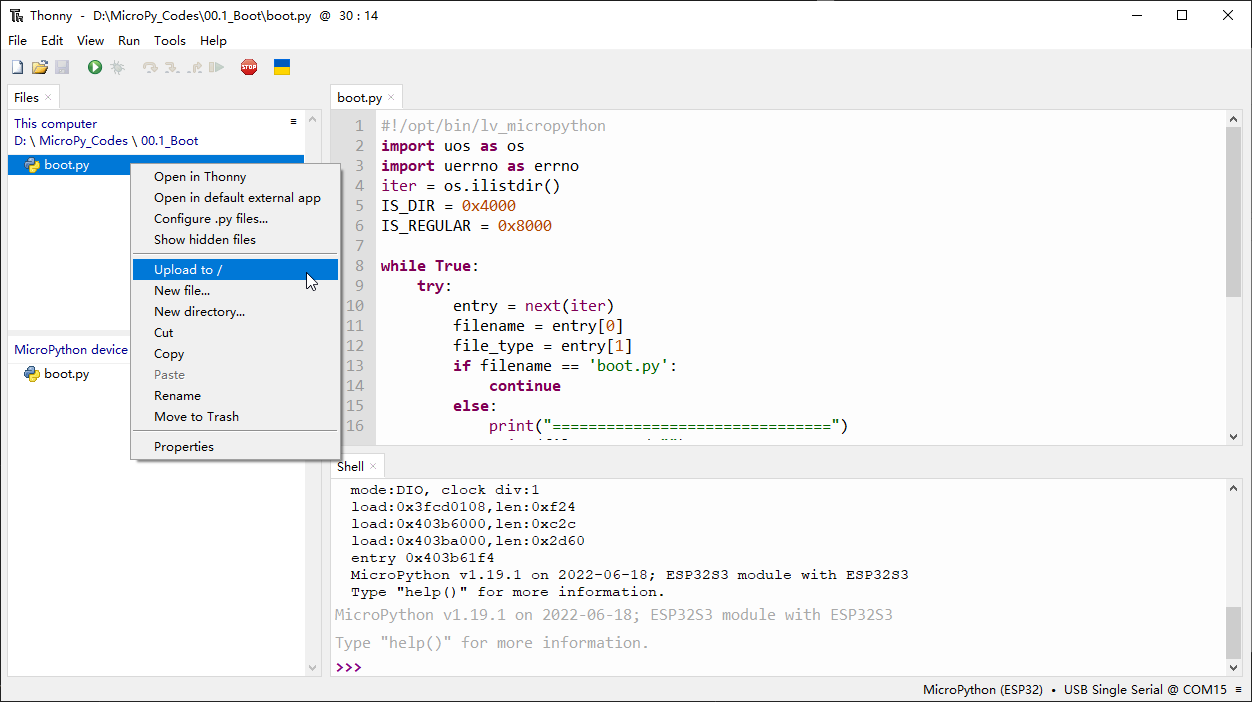 Thonny - D:\MicroPy_Codes\00.1_Boot\boot.py @ 30 : 14
File Edit View Run Tools Help
STOP
Files ×
This computer ≡
D: \ MicroPy_Codes \ 00.1_Boot
boot.py
Open in Thonny
Open in default external app
Configure .py files...
Show hidden files
Upload to /
New file...
New directory...
Cut
Copy
Paste
Rename
Move to Trash
Properties
MicroPython device
boot.py
boot.py ×
1 #!/opt/bin/lv_micropython
2 import uos as os
3 import uerrno as errno
4 iter = os.ilistdir()
5 IS_DIR = 0x4000
6 IS_REGULAR = 0x8000
7
8 while True:
9     try:
10         entry = next(iter)
11         filename = entry[0]
12         file_type = entry[1]
13         if filename == 'boot.py':
14             continue
15         else:
16             print("===============================")
Shell ×
mode:DIO, clock div:1
load:0x3fcd0108,len:0xf24
load:0x403b6000,len:0xc2c
load:0x403ba000,len:0x2d60
entry 0x403b61f4
MicroPython v1.19.1 on 2022-06-18; ESP32S3 module with ESP32S3
Type "help()" for more information.
MicroPython v1.19.1 on 2022-06-18; ESP32S3 module with ESP32S3
Type "help()" for more information.
>>>
MicroPython (ESP32) • USB Single Serial @ COM15 ≡